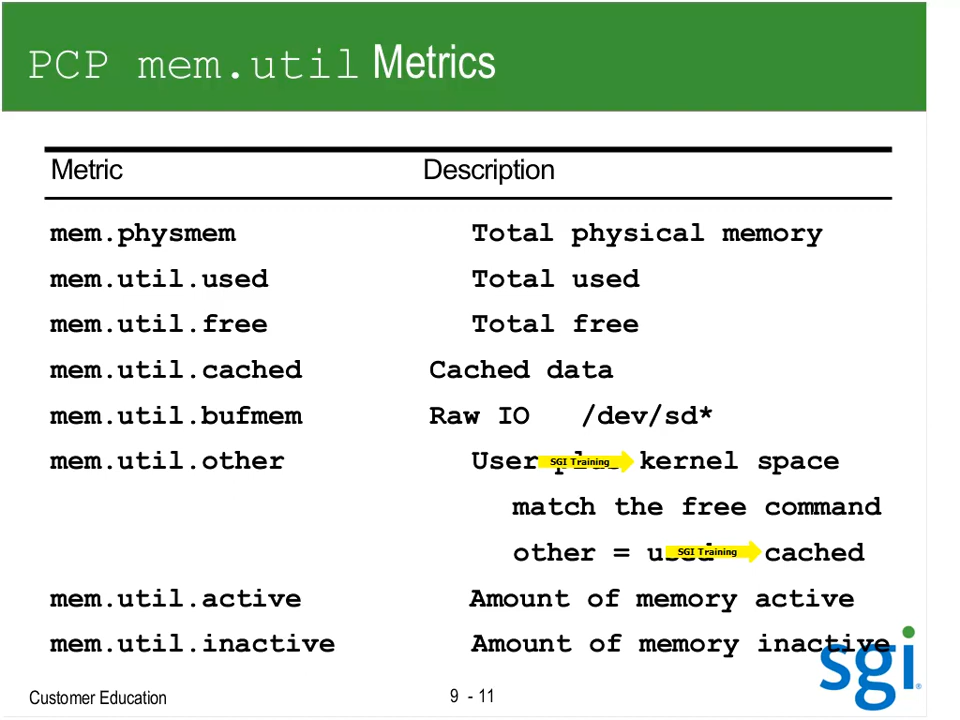 PCP mem.util Metrics
Metric Description
mem.physmem Total physical memory
mem.util.used Total used
mem.util.free Total free
mem.util.cached Cached data
mem.util.bufmem Raw IO /dev/sd*
mem.util.other User plus kernel space
SGI Training
match the free command
other = used cached
SGI Training
mem.util.active Amount of memory active
mem.util.inactive Amount of memory inactive
sgi®
Customer Education 9 - 11